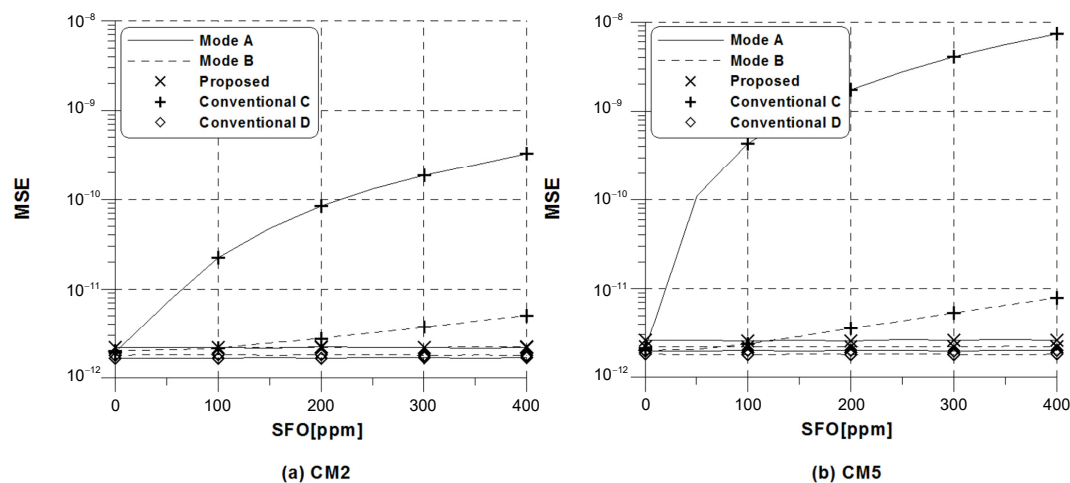 10⁻⁸
10⁻⁹
10⁻¹⁰
10⁻¹¹
10⁻¹²
MSE
Mode A
Mode B
Proposed
Conventional C
Conventional D
0 100 200 300 400
SFO[ppm]
(a) CM2
10⁻⁸
10⁻⁹
10⁻¹⁰
10⁻¹¹
10⁻¹²
MSE
Mode A
Mode B
Proposed
Conventional C
Conventional D
0 100 200 300 400
SFO[ppm]
(b) CM5